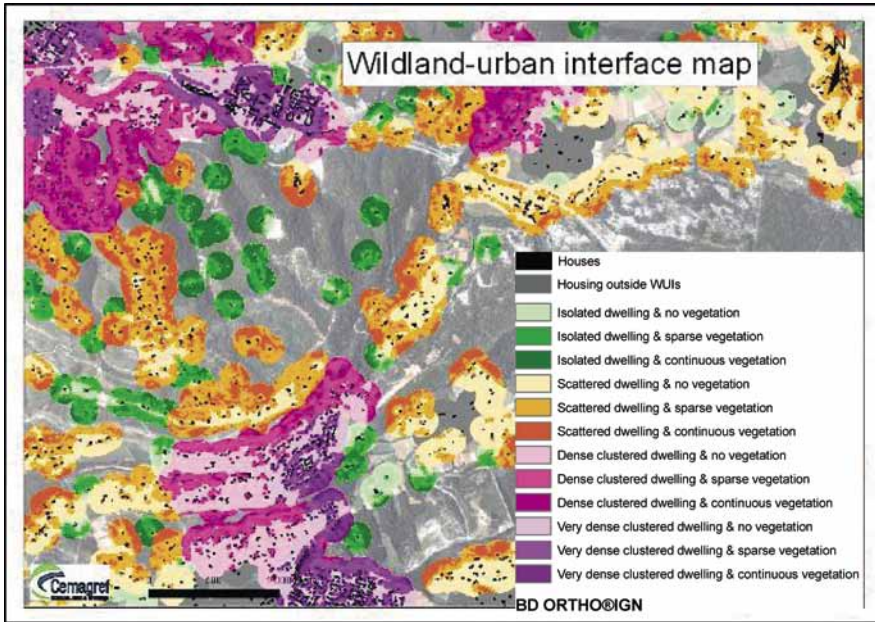 Wildland-urban interface map
N
Houses
Housing outside WUIs
Isolated dwelling & no vegetation
Isolated dwelling & sparse vegetation
Isolated dwelling & continuous vegetation
Scattered dwelling & no vegetation
Scattered dwelling & sparse vegetation
Scattered dwelling & continuous vegetation
Dense clustered dwelling & no vegetation
Dense clustered dwelling & sparse vegetation
Dense clustered dwelling & continuous vegetation
Very dense clustered dwelling & no vegetation
Very dense clustered dwelling & sparse vegetation
Very dense clustered dwelling & continuous vegetation
Cemagref
BD ORTHO®IGN